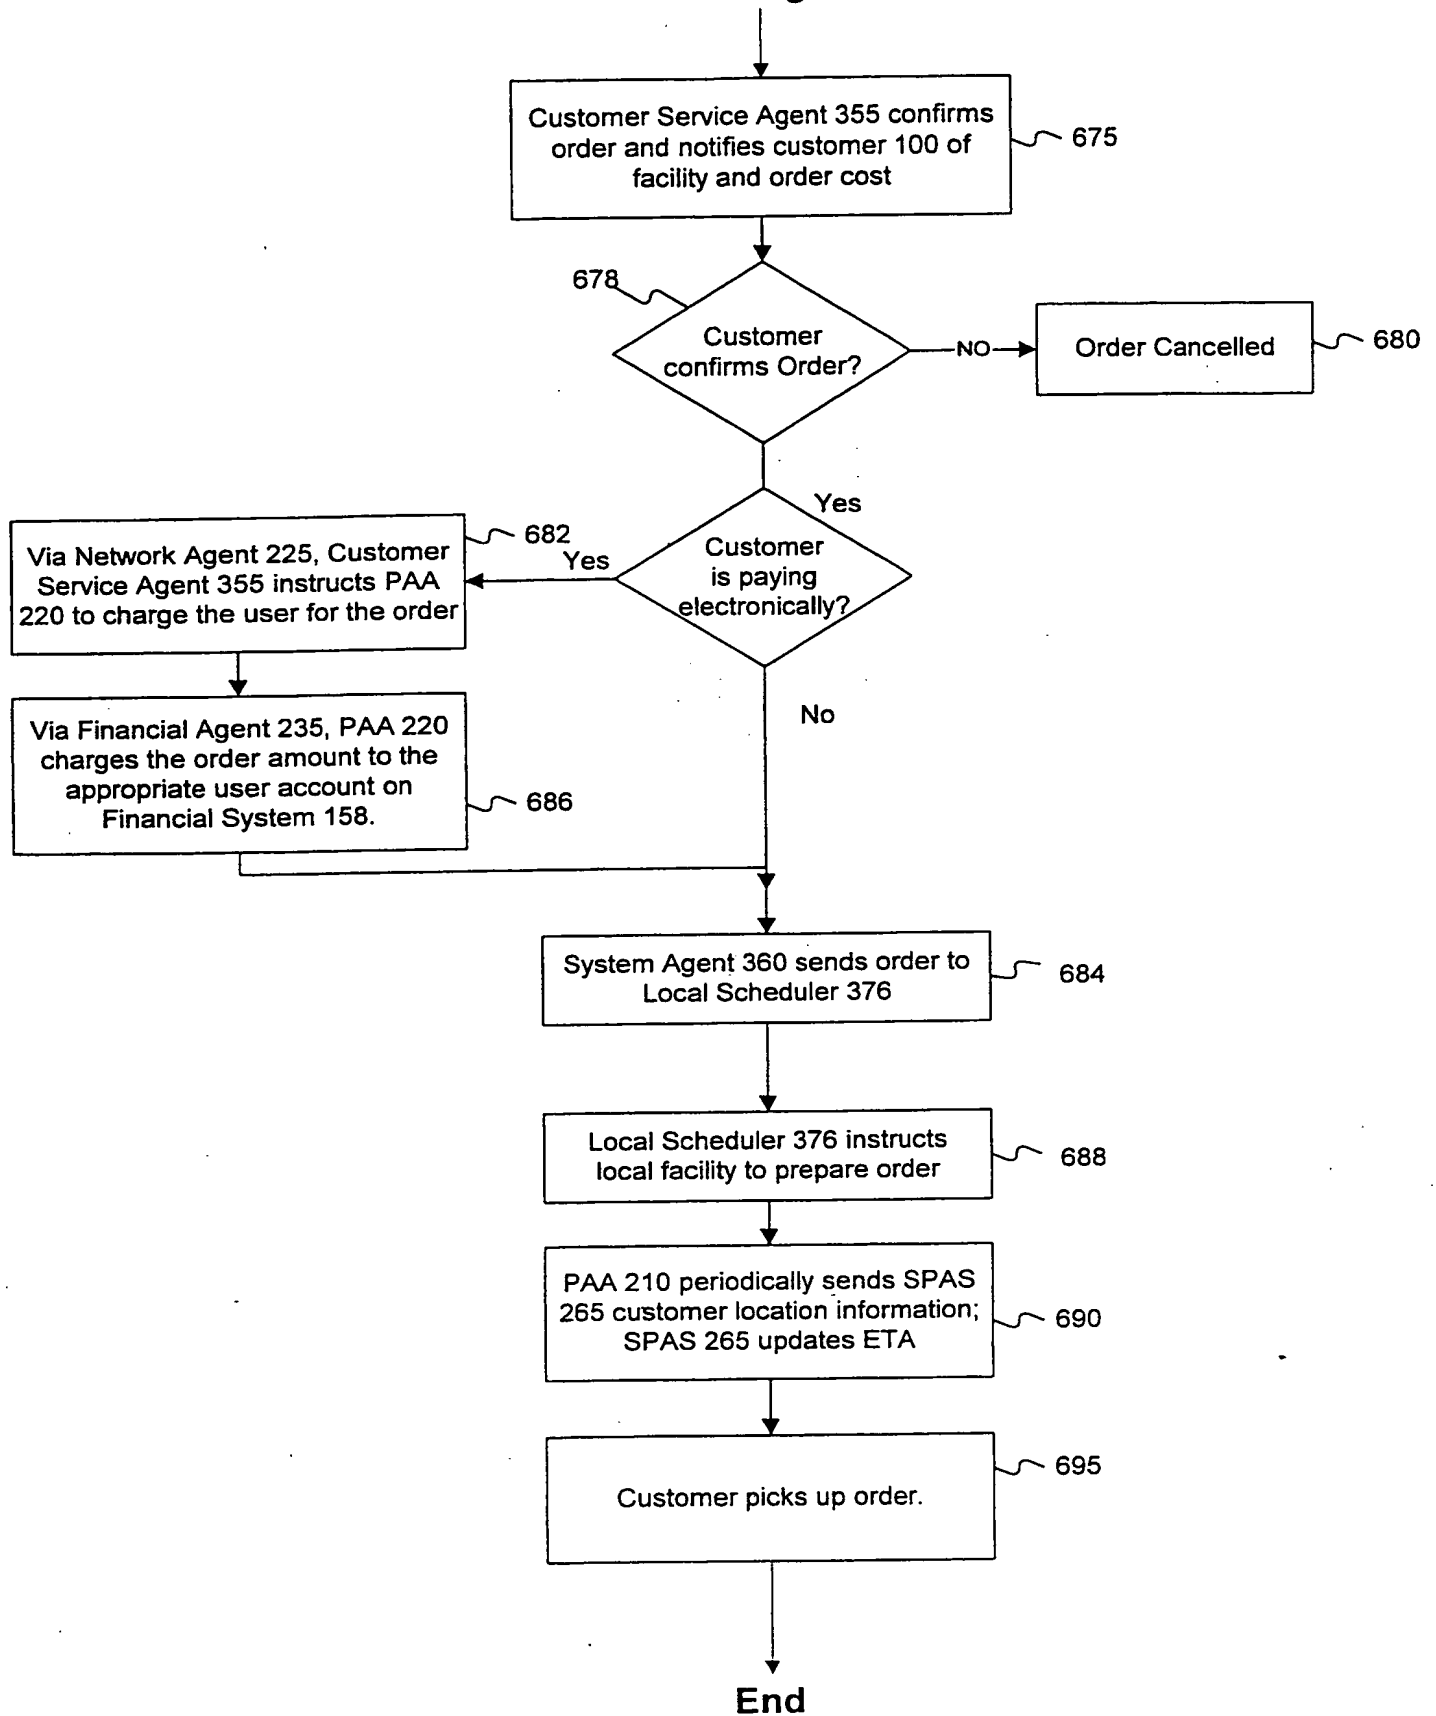 Customer Service Agent 355 confirms
order and notifies customer 100 of
facility and order cost
675
678
Customer
confirms Order?
NO
Order Cancelled
680
Yes
Customer
is paying
electronically?
Yes
682
Via Network Agent 225, Customer
Service Agent 355 instructs PAA
220 to charge the user for the order
Via Financial Agent 235, PAA 220
charges the order amount to the
appropriate user account on
Financial System 158.
686
No
System Agent 360 sends order to
Local Scheduler 376
684
Local Scheduler 376 instructs
local facility to prepare order
688
PAA 210 periodically sends SPAS
265 customer location information;
SPAS 265 updates ETA
690
Customer picks up order.
695
End